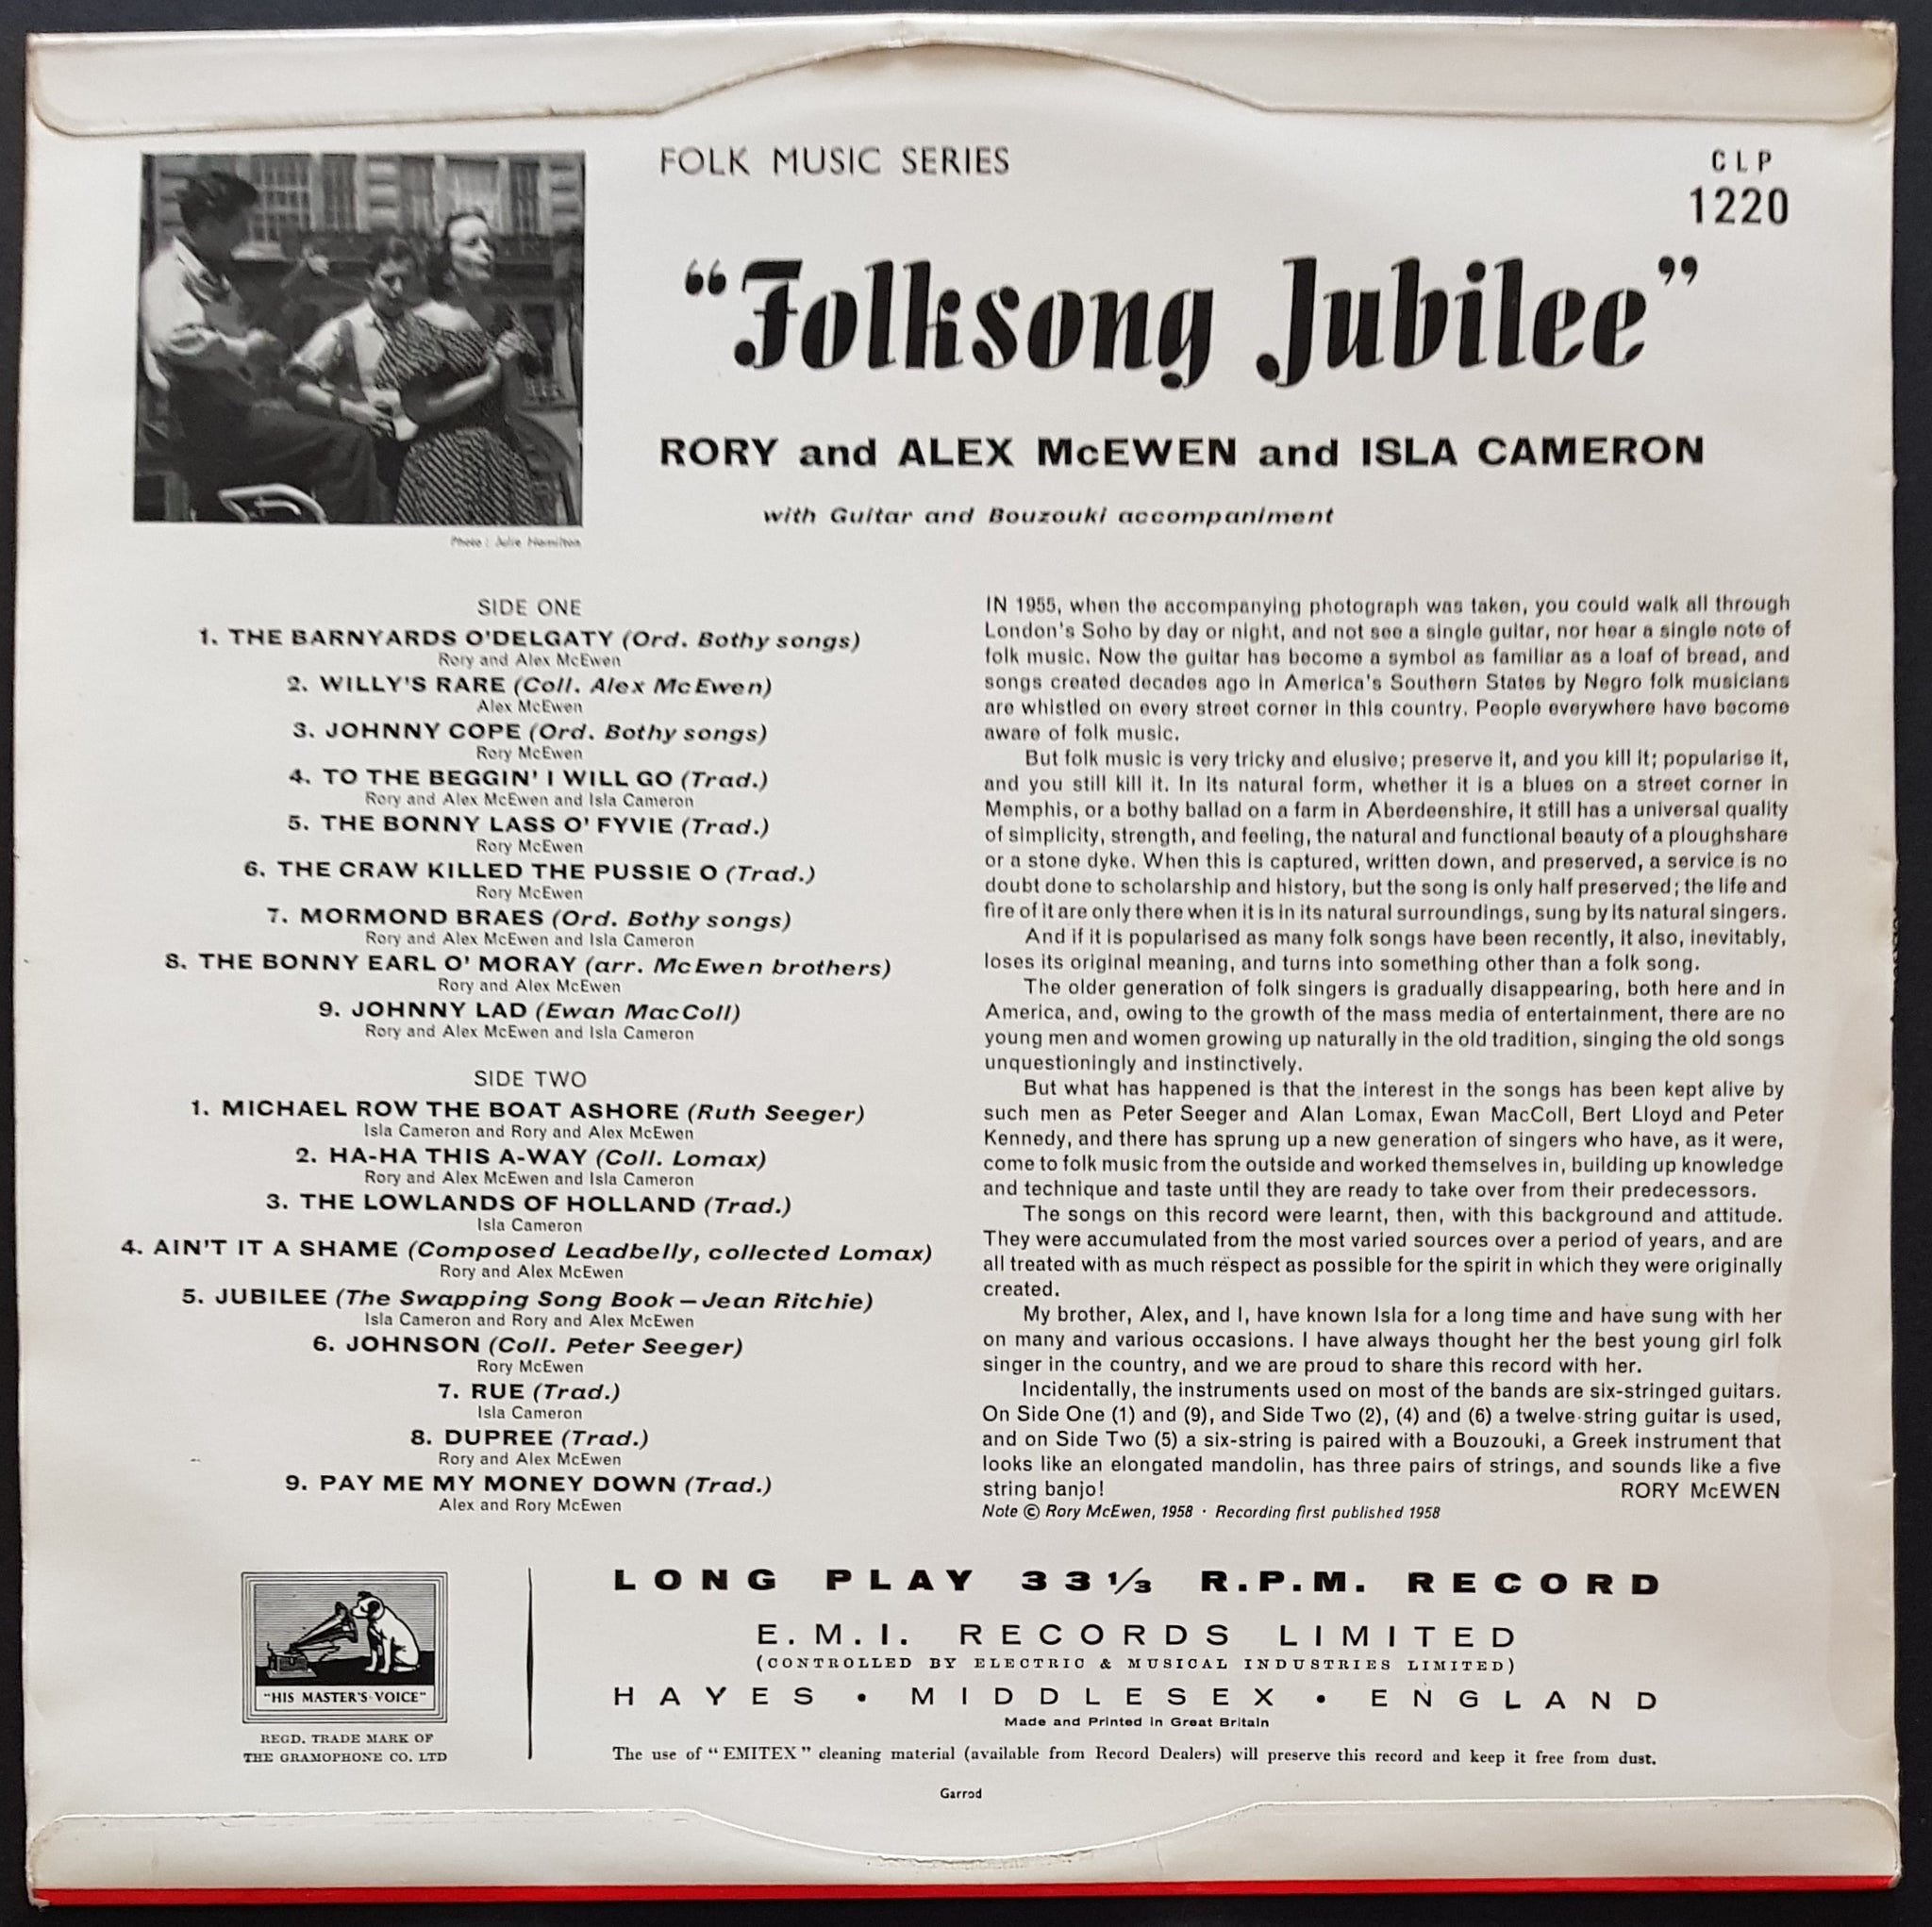 FOLK MUSIC SERIES
CLP
1220
“Folksong Jubilee”
RORY and ALEX McEWEN and ISLA CAMERON
with Guitar and Bouzouki accompaniment
Photo : Julie Hamilton
SIDE ONE
1. THE BARNYARDS O'DELGATY (Ord. Bothy songs)
Rory and Alex McEwen
2. WILLY'S RARE (Coll. Alex McEwen)
Alex McEwen
3. JOHNNY COPE (Ord. Bothy songs)
Rory McEwen
4. TO THE BEGGIN' I WILL GO (Trad.)
Rory and Alex McEwen and Isla Cameron
5. THE BONNY LASS O' FYVIE (Trad.)
Rory McEwen
6. THE CRAW KILLED THE PUSSIE O (Trad.)
Rory McEwen
7. MORMOND BRAES (Ord. Bothy songs)
Rory and Alex McEwen and Isla Cameron
8. THE BONNY EARL O' MORAY (arr. McEwen brothers)
Rory and Alex McEwen
9. JOHNNY LAD (Ewan MacColl)
Rory and Alex McEwen and Isla Cameron
SIDE TWO
1. MICHAEL ROW THE BOAT ASHORE (Ruth Seeger)
Isla Cameron and Rory and Alex McEwen
2. HA-HA THIS A-WAY (Coll. Lomax)
Rory and Alex McEwen and Isla Cameron
3. THE LOWLANDS OF HOLLAND (Trad.)
Isla Cameron
4. AIN'T IT A SHAME (Composed Leadbelly, collected Lomax)
Rory and Alex McEwen
5. JUBILEE (The Swapping Song Book—Jean Ritchie)
Isla Cameron and Rory and Alex McEwen
6. JOHNSON (Coll. Peter Seeger)
Rory McEwen
7. RUE (Trad.)
Isla Cameron
8. DUPREE (Trad.)
Rory and Alex McEwen
9. PAY ME MY MONEY DOWN (Trad.)
Alex and Rory McEwen
IN 1955, when the accompanying photograph was taken, you could walk all through
London's Soho by day or night, and not see a single guitar, nor hear a single note of
folk music. Now the guitar has become a symbol as familiar as a loaf of bread, and
songs created decades ago in America's Southern States by Negro folk musicians
are whistled on every street corner in this country. People everywhere have become
aware of folk music.
But folk music is very tricky and elusive; preserve it, and you kill it; popularise it,
and you still kill it. In its natural form, whether it is a blues on a street corner in
Memphis, or a bothy ballad on a farm in Aberdeenshire, it still has a universal quality
of simplicity, strength, and feeling, the natural and functional beauty of a ploughshare
or a stone dyke. When this is captured, written down, and preserved, a service is no
doubt done to scholarship and history, but the song is only half preserved; the life and
fire of it are only there when it is in its natural surroundings, sung by its natural singers.
And if it is popularised as many folk songs have been recently, it also, inevitably,
loses its original meaning, and turns into something other than a folk song.
The older generation of folk singers is gradually disappearing, both here and in
America, and, owing to the growth of the mass media of entertainment, there are no
young men and women growing up naturally in the old tradition, singing the old songs
unquestioningly and instinctively.
But what has happened is that the interest in the songs has been kept alive by
such men as Peter Seeger and Alan Lomax, Ewan MacColl, Bert Lloyd and Peter
Kennedy, and there has sprung up a new generation of singers who have, as it were,
come to folk music from the outside and worked themselves in, building up knowledge
and technique and taste until they are ready to take over from their predecessors.
The songs on this record were learnt, then, with this background and attitude.
They were accumulated from the most varied sources over a period of years, and are
all treated with as much respect as possible for the spirit in which they were originally
created.
My brother, Alex, and I, have known Isla for a long time and have sung with her
on many and various occasions. I have always thought her the best young girl folk
singer in the country, and we are proud to share this record with her.
Incidentally, the instruments used on most of the bands are six-stringed guitars.
On Side One (1) and (9), and Side Two (2), (4) and (6) a twelve-string guitar is used,
and on Side Two (5) a six-string is paired with a Bouzouki, a Greek instrument that
looks like an elongated mandolin, has three pairs of strings, and sounds like a five
string banjo! RORY McEWEN
Note © Rory McEwen, 1958 · Recording first published 1958
"HIS MASTER'S VOICE"
REGD. TRADE MARK OF
THE GRAMOPHONE CO. LTD
LONG PLAY 33⅓ R.P.M. RECORD
E.M.I. RECORDS LIMITED
(CONTROLLED BY ELECTRIC & MUSICAL INDUSTRIES LIMITED)
HAYES • MIDDLESEX • ENGLAND
Made and Printed in Great Britain
The use of “EMITEX” cleaning material (available from Record Dealers) will preserve this record and keep it free from dust.
Garrod